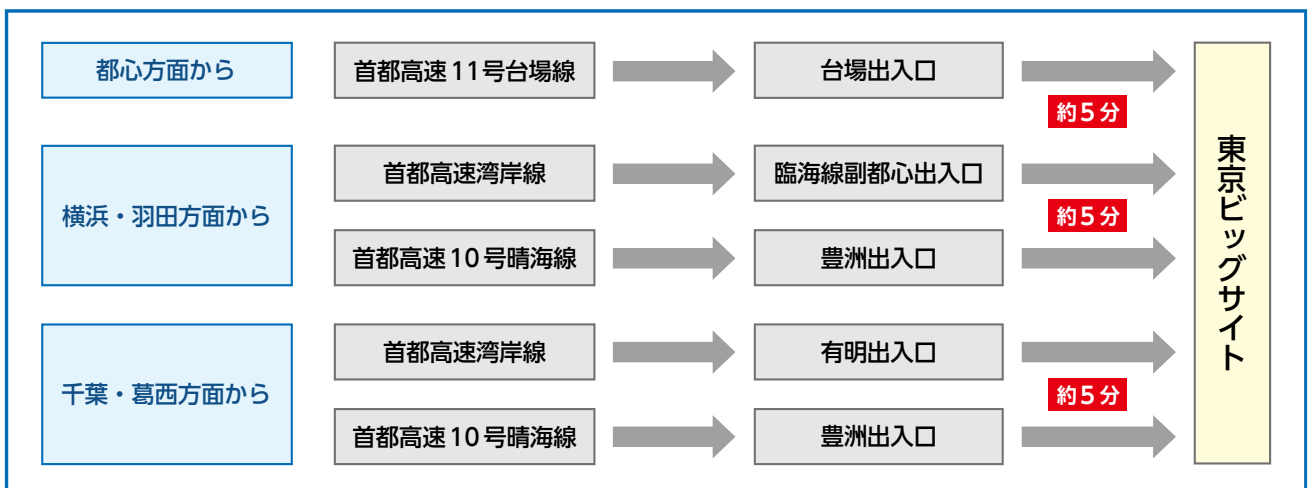 都心方面から
首都高速11号台場線
台場出入口
約5分
横浜・羽田方面から
首都高速湾岸線
臨海線副都心出入口
約5分
首都高速10号晴海線
豊洲出入口
千葉・葛西方面から
首都高速湾岸線
有明出入口
約5分
首都高速10号晴海線
豊洲出入口
東京ビッグサイト